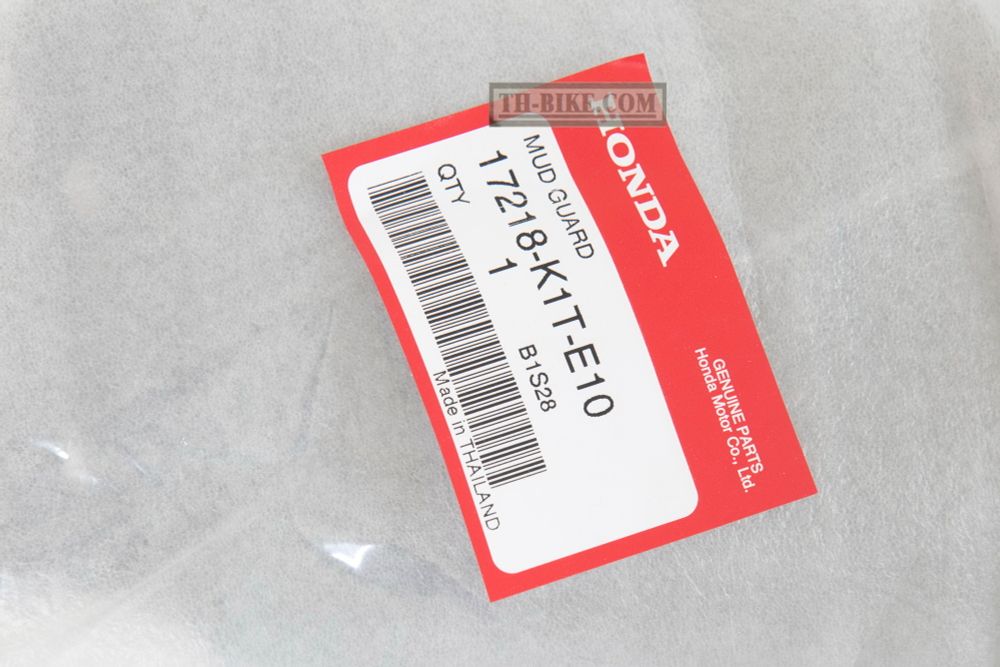 TH-BIKE.COM
HONDA
GENUINE PARTS
Honda Motor Co., Ltd.
MUD GUARD
17218-K1T-E10
QTY 1 B1S28
Made in THAILAND